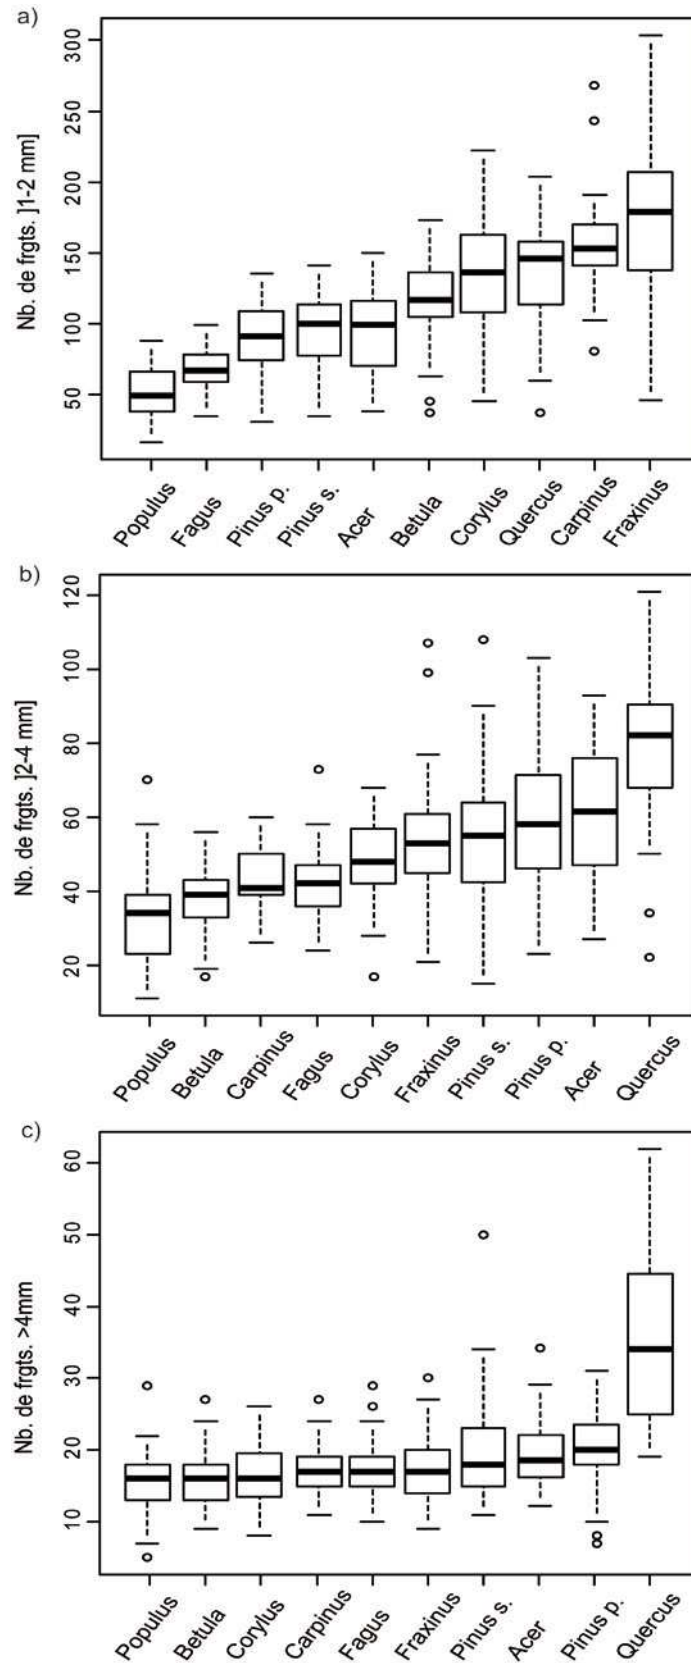 a)
Nb. de frgts. ]1-2 mm]
300
250
200
150
100
50
Populus
Fagus
Pinus p.
Pinus s.
Acer
Betula
Corylus
Quercus
Carpinus
Fraxinus
b)
Nb. de frgts. ]2-4 mm]
120
100
80
60
40
20
Populus
Betula
Carpinus
Fagus
Corylus
Fraxinus
Pinus s.
Pinus p.
Acer
Quercus
c)
Nb. de frgts. >4mm
60
50
40
30
20
10
Populus
Betula
Corylus
Carpinus
Fagus
Fraxinus
Pinus s.
Acer
Pinus p.
Quercus